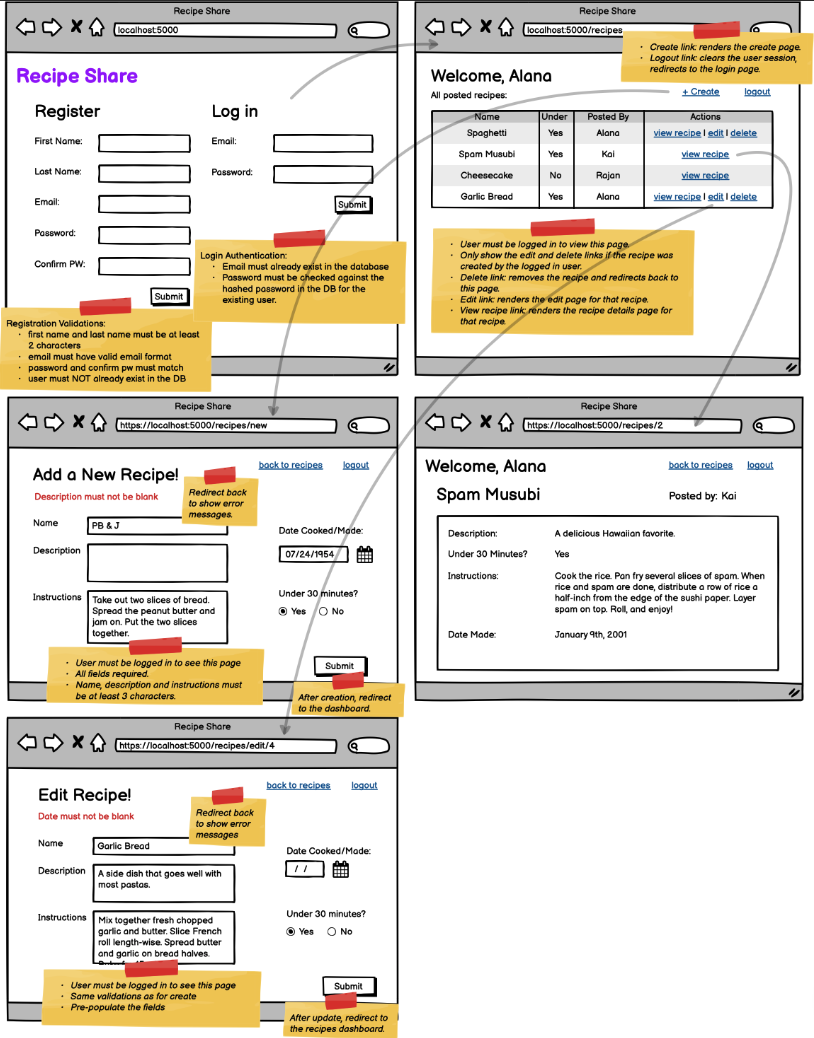 Recipe Share
localhost:5000
Recipe Share
Register
First Name:
Last Name:
Email:
Password:
Confirm PW:
Submit
Registration Validations:
• first name and last name must be at least
2 characters
• email must have valid email format
• password and confirm pw must match
• user must NOT already exist in the DB
Log in
Email:
Password:
Submit
Login Authentication:
• Email must already exist in the database
• Password must be checked against the
hashed password in the DB for the
existing user.
Recipe Share
localhost:5000/recipes
• Create link: renders the create page.
• Logout link: clears the user session,
redirects to the login page.
Welcome, Alana
All posted recipes:
+ Create logout
Name Under Posted By Actions
Spaghetti Yes Alana view recipe | edit | delete
Spam Musubi Yes Kai view recipe
Cheesecake No Rajan view recipe
Garlic Bread Yes Alana view recipe | edit | delete
• User must be logged in to view this page.
• Only show the edit and delete links if the recipe was
created by the logged in user.
• Delete link: removes the recipe and redirects back to
this page.
• Edit link: renders the edit page for that recipe.
• View recipe link: renders the recipe details page for
that recipe.
Recipe Share
https://localhost:5000/recipes/new
back to recipes logout
Add a New Recipe!
Description must not be blank
Redirect back
to show error
messages.
Name PB & J
Description
Instructions Take out two slices of bread.
Spread the peanut butter and
jam on. Put the two slices
together.
Date Cooked/Made:
07/24/1954
Under 30 minutes?
Yes No
Submit
• User must be logged in to see this page
• All fields required.
• Name, description and instructions must
be at least 3 characters.
After creation, redirect
to the dashboard.
Recipe Share
https://localhost:5000/recipes/2
Welcome, Alana
back to recipes logout
Spam Musubi Posted by: Kai
Description: A delicious Hawaiian favorite.
Under 30 Minutes? Yes
Instructions: Cook the rice. Pan fry several slices of spam. When
rice and spam are done, distribute a row of rice a
half-inch from the edge of the sushi paper. Layer
spam on top. Roll, and enjoy!
Date Made: January 9th, 2001
Recipe Share
https://localhost:5000/recipes/edit/4
back to recipes logout
Edit Recipe!
Date must not be blank
Redirect back
to show error
messages
Name Garlic Bread
Description A side dish that goes well with
most pastas.
Instructions Mix together fresh chopped
garlic and butter. Slice French
roll length-wise. Spread butter
and garlic on bread halves.
Date Cooked/Made:
/ /
Under 30 minutes?
Yes No
Submit
• User must be logged in to see this page
• Same validations as for create
• Pre-populate the fields
After update, redirect to
the recipes dashboard.